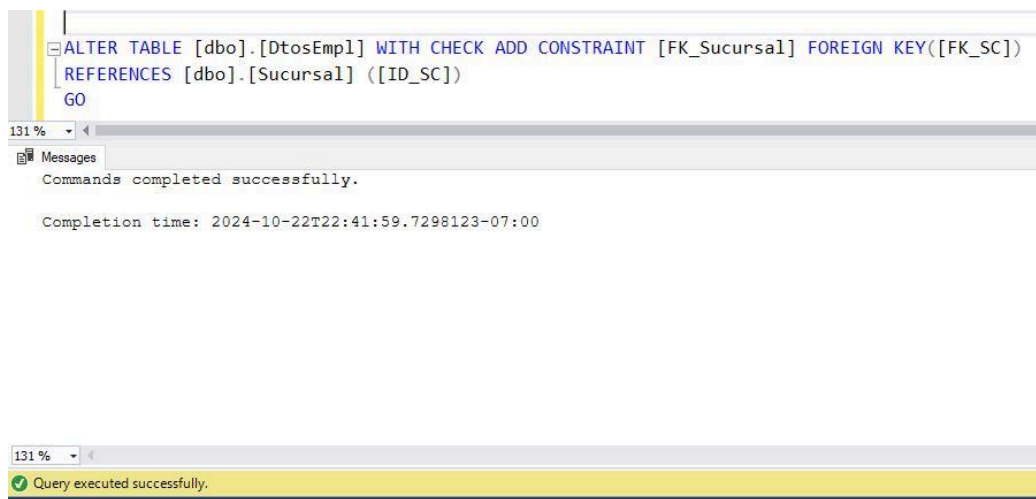 ALTER TABLE [dbo].[DtosEmpl] WITH CHECK ADD CONSTRAINT [FK_Sucursal] FOREIGN KEY([FK_SC])
REFERENCES [dbo].[Sucursal] ([ID_SC])
GO
131 %
Messages
Commands completed successfully.
Completion time: 2024-10-22T22:41:59.7298123-07:00
131 %
Query executed successfully.